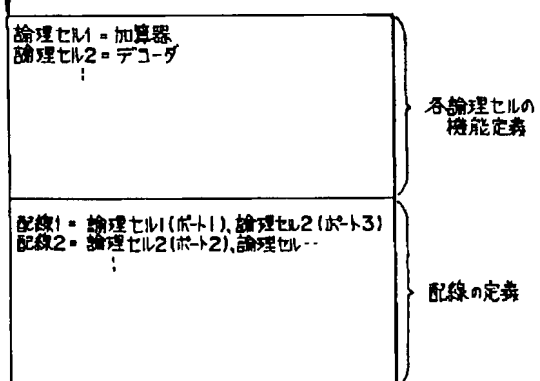 論理セル1 = 加算器
論理セル2 = デコーダ
⋮
各論理セルの
機能定義
配線1 = 論理セル1(ポート1)、論理セル2(ポート3)
配線2 = 論理セル2(ポート2)、論理セル‥
⋮
配線の定義